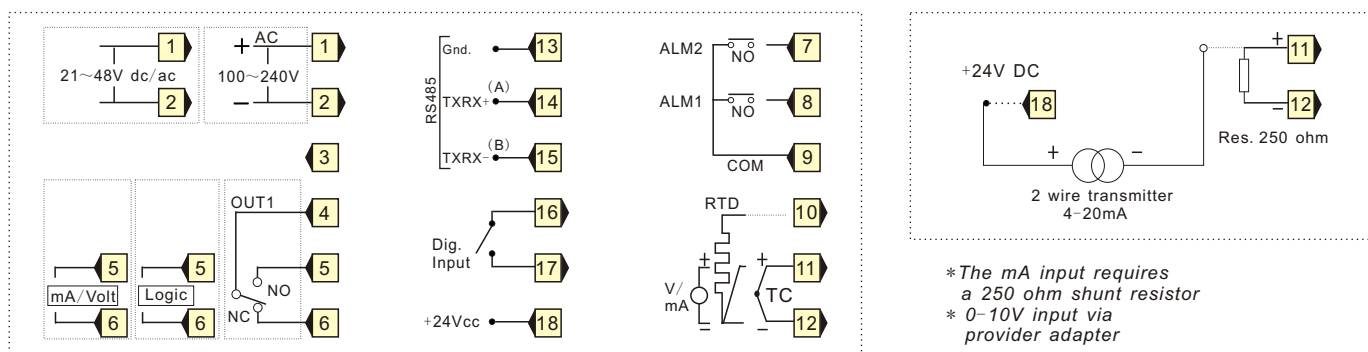 1
21～48V dc/ac
2
+ AC 1
100～240V
− 2
3
OUT1 4
5
mA/Volt
6
5
Logic
6
5
NO
NC 6
RS485
Gnd. 13
(A)
TXRX+ 14
(B)
TXRX- 15
16
Dig.
Input
17
+24Vcc 18
ALM2 NO 7
ALM1 NO 8
COM 9
RTD 10
+ + 11
V/
mA
TC
− − 12
+24V DC
18
+ −
2 wire transmitter
4-20mA
+ 11
− 12
Res. 250 ohm
* The mA input requires
a 250 ohm shunt resistor
* 0-10V input via
provider adapter